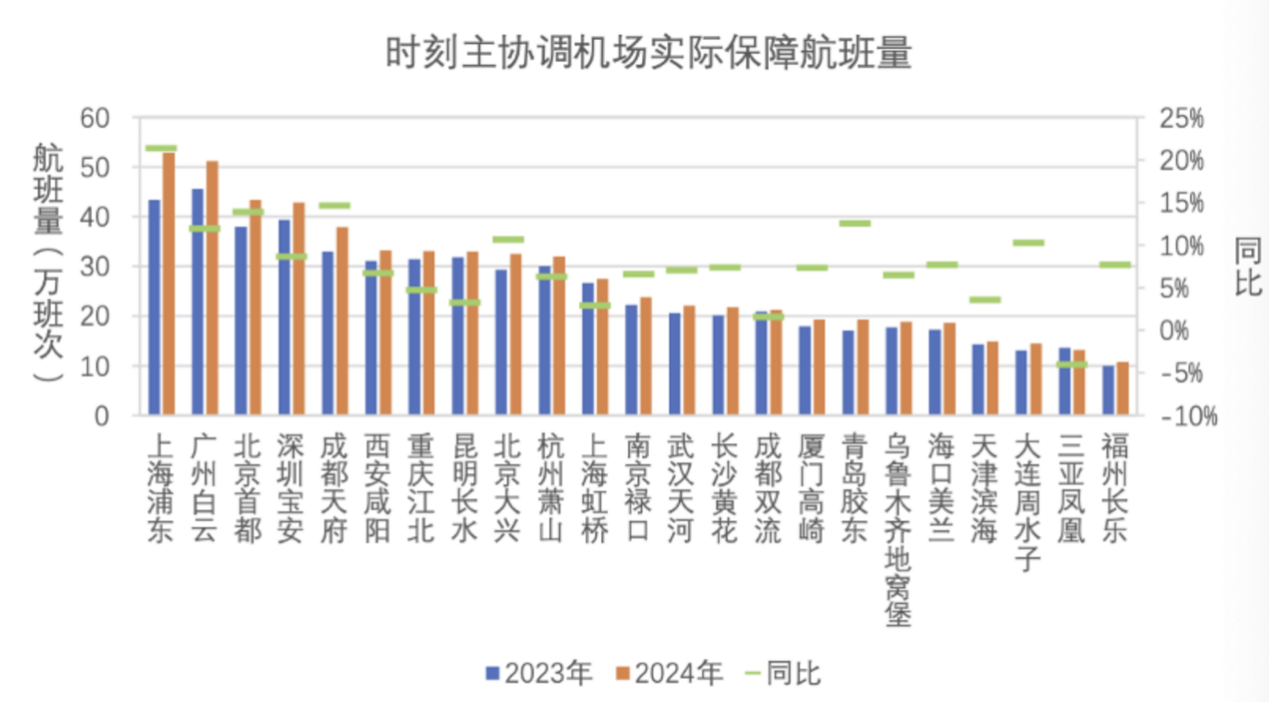 时刻主协调机场实际保障航班量
航班量（万班次）
60
50
40
30
20
10
0
25%
20%
15%
10%
5%
0%
-5%
-10%
同比
上海浦东
广州白云
北京首都
深圳宝安
成都天府
西安咸阳
重庆江北
昆明长水
北京大兴
杭州萧山
上海虹桥
南京禄口
武汉天河
长沙黄花
成都双流
厦门高崎
青岛胶东
乌鲁木齐地窝堡
海口美兰
天津滨海
大连周水子
三亚凤凰
福州长乐
2023年 2024年 同比